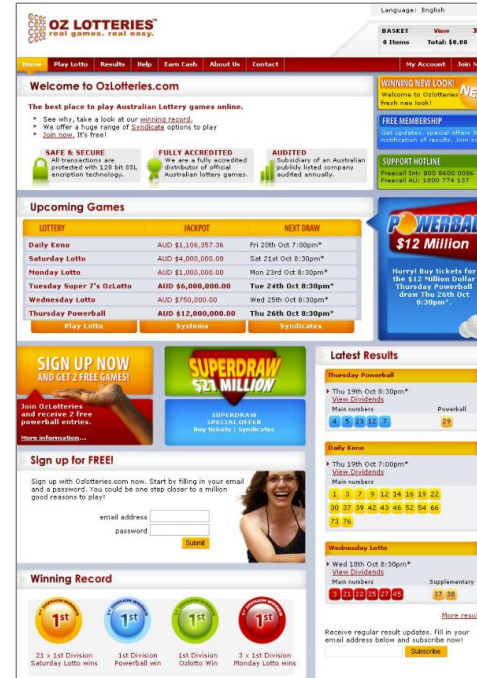 Language: English
OZ LOTTERIES™
real games. real easy.
BASKET View
0 Items Total: $0.00
Home Play Lotto Results Help Earn Cash About Us Contact My Account Join N
Welcome to OzLotteries.com
The best place to play Australian Lottery games online.
See why, take a look at our winning record.
We offer a huge range of Syndicate options to play
Join now. It's free!
SAFE & SECURE
All transactions are
protected with 128 bit SSL
encription technology.
FULLY ACCREDITED
We are a fully accredited
distributor of official
Australian lottery games.
AUDITED
Subsidiary of an Australian
publicly listed company
audited annually.
WINNING NEW LOOK!
Welcome to Ozlotteries
fresh new look!
NE
FREE MEMBERSHIP
Get updates, special offers &
notification of results. Join n
SUPPORT HOTLINE
Freecall Int: 800 0600 0006
Freecall AU: 1800 774 137
Upcoming Games
LOTTERY JACKPOT NEXT DRAW
Daily Keno AUD $1,106,357.36 Fri 20th Oct 7:00pm*
Saturday Lotto AUD $4,000,000.00 Sat 21st Oct 8:30pm*
Monday Lotto AUD $1,000,000.00 Mon 23rd Oct 8:30pm*
Tuesday Super 7's OzLotto AUD $6,000,000.00 Tue 24th Oct 8:30pm*
Wednesday Lotto AUD $750,000.00 Wed 25th Oct 8:30pm*
Thursday Powerball AUD $12,000,000.00 Thu 26th Oct 8:30pm*
Play Lotto Systems Syndicates
POWERBAL
$12 Million
Hurry! Buy tickets for
the $12 Million Dollar
Thursday Powerball
draw Thu 26th Oct
8:30pm*.
SIGN UP NOW
AND GET 2 FREE GAMES!
Join OzLotteries
and receive 2 free
powerball entries.
More information...
SUPERDRAW
$21 MILLION
SUPERDRAW
SPECIAL OFFER
Buy tickets | Syndicates
Sign up for FREE!
Sign up with Ozlotteries.com now. Start by filling in your email
and a password. You could be one step closer to a million
good reasons to play!
email address
password
Submit
Winning Record
1st 1st 1st 1st
21 x 1st Division
Saturday Lotto wins
1st Division
Powerball win
1st Division
Ozlotto Win
3 x 1st Division
Monday Lotto wins
Latest Results
Thursday Powerball
Thu 19th Oct 8:30pm*
View Dividends
Main numbers Powerball
4 5 23 12 7 29
Daily Keno
Thu 19th Oct 7:00pm*
View Dividends
Main numbers
1 3 7 9 12 14 16 19 22
30 37 39 42 43 46 52 54 66
73 76
Wednesday Lotto
Wed 18th Oct 8:30pm*
View Dividends
Main numbers Supplementary
3 21 22 25 27 45 37 38
More resul
Receive regular result updates. Fill in your
email address below and subscribe now!
Subscribe